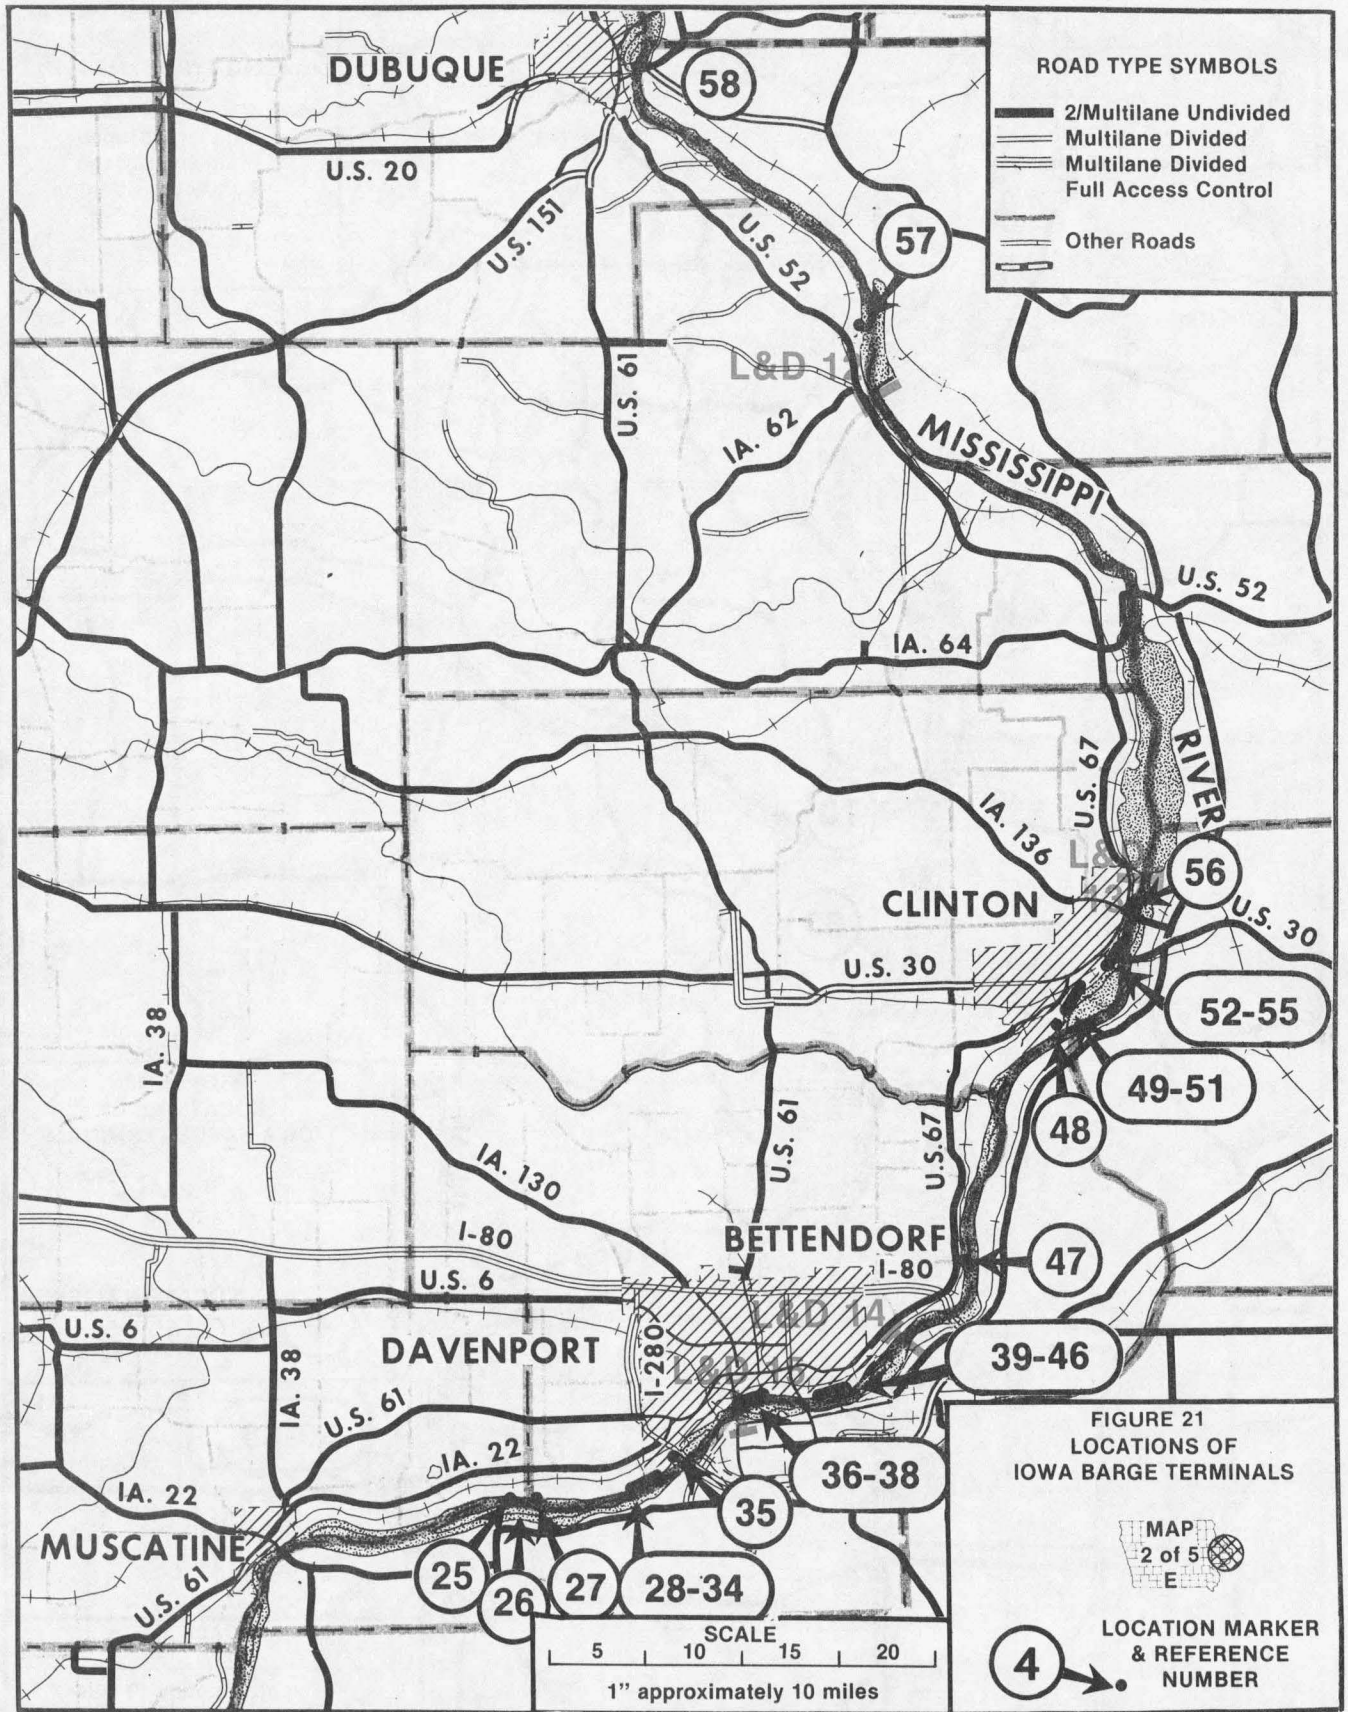 DUBUQUE
58
ROAD TYPE SYMBOLS
2/Multilane Undivided
Multilane Divided
Multilane Divided
Full Access Control
Other Roads
U.S. 20
U.S. 151
U.S. 52
57
U.S. 61
L&D 12
IA. 62
MISSISSIPPI
U.S. 52
IA. 64
RIVER
U.S. 67
IA. 136
L&
13
56
CLINTON
U.S. 30
U.S. 30
52-55
IA. 38
49-51
48
U.S. 61
U.S.67
IA. 130
BETTENDORF
I-80
I-80
47
U.S. 6
U.S. 6
L&D 14
DAVENPORT
I-280
L&D 15
39-46
IA. 38
U.S. 61
IA. 22
36-38
35
IA. 22
MUSCATINE
U.S. 61
25
26
27
28-34
SCALE
5 10 15 20
1" approximately 10 miles
FIGURE 21
LOCATIONS OF
IOWA BARGE TERMINALS
MAP
2 of 5
E
4
LOCATION MARKER
& REFERENCE
NUMBER